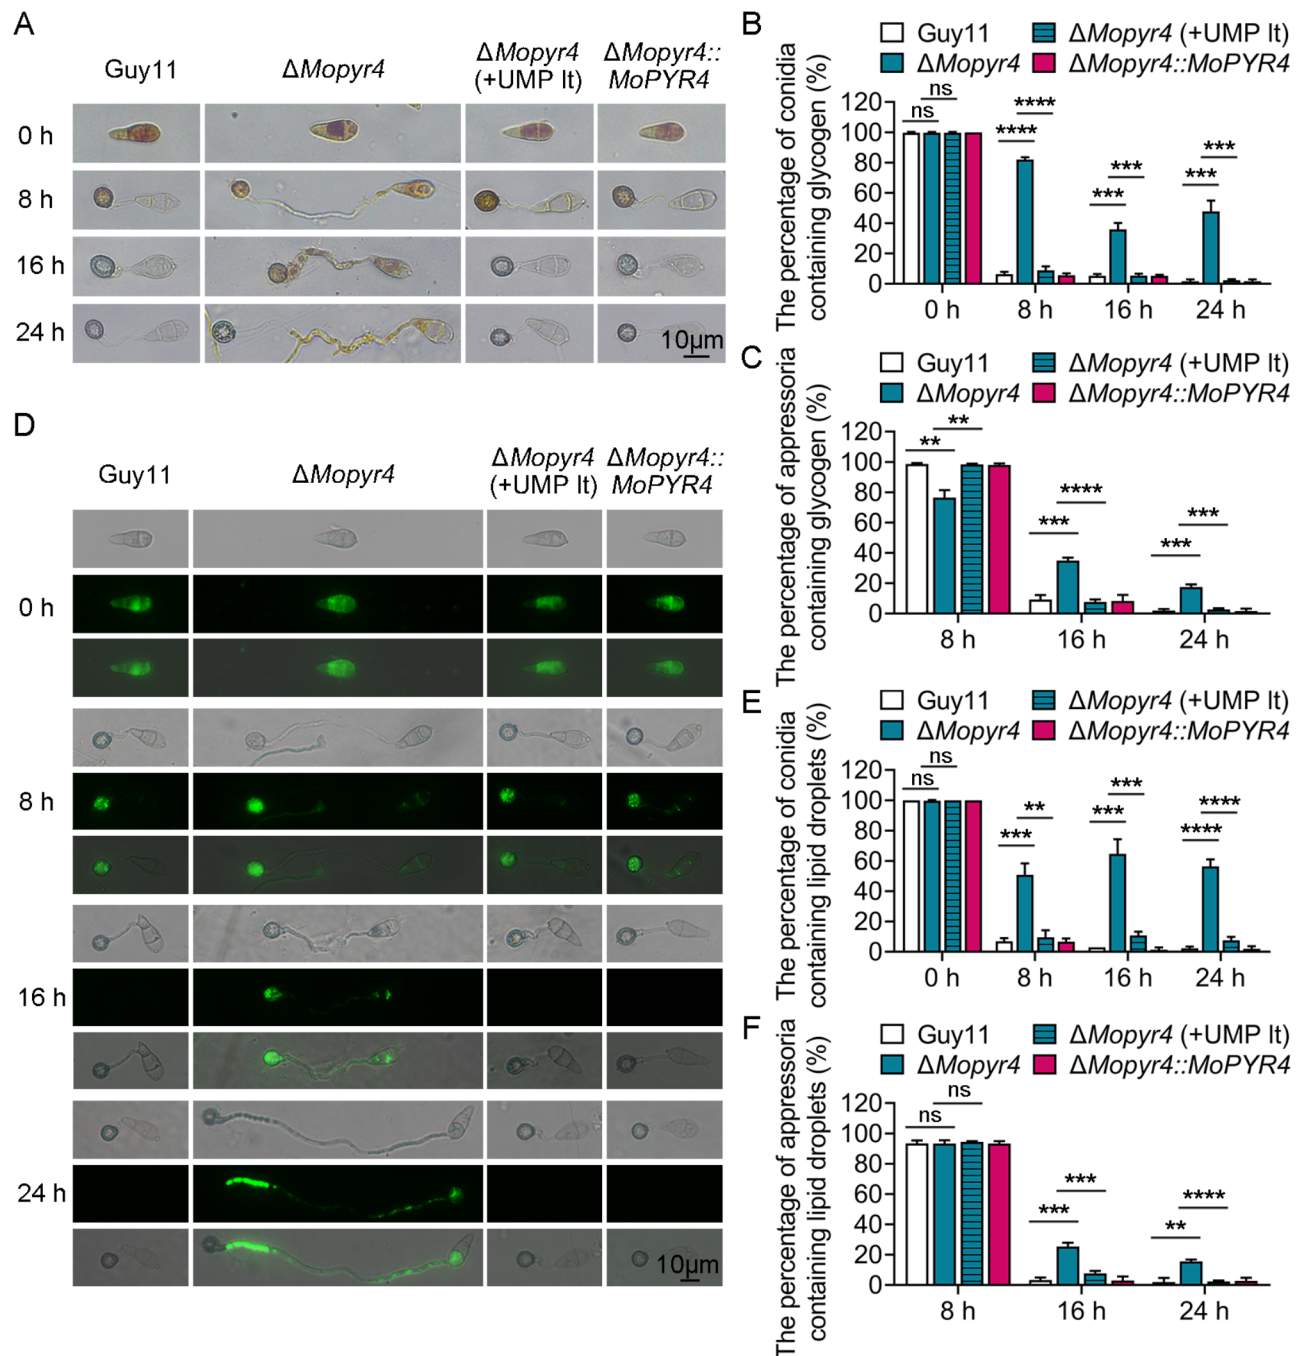 A
Guy11
ΔMopyr4
ΔMopyr4
(+UMP It)
ΔMopyr4::
MoPYR4
0 h
8 h
16 h
24 h
10μm
B
Guy11
ΔMopyr4 (+UMP It)
ΔMopyr4
ΔMopyr4::MoPYR4
The percentage of conidia
containing glycogen (%)
120
100
80
60
40
20
0
ns
ns
****
****
***
***
***
***
0 h
8 h
16 h
24 h
C
Guy11
ΔMopyr4 (+UMP It)
ΔMopyr4
ΔMopyr4::MoPYR4
The percentage of appressoria
containing glycogen (%)
120
100
80
60
40
20
0
**
**
***
****
***
***
8 h
16 h
24 h
D
Guy11
ΔMopyr4
ΔMopyr4
(+UMP It)
ΔMopyr4::
MoPYR4
0 h
8 h
16 h
24 h
10μm
E
Guy11
ΔMopyr4 (+UMP It)
ΔMopyr4
ΔMopyr4::MoPYR4
The percentage of conidia
containing lipid droplets (%)
120
100
80
60
40
20
0
ns
ns
***
**
***
***
****
****
0 h
8 h
16 h
24 h
F
Guy11
ΔMopyr4 (+UMP It)
ΔMopyr4
ΔMopyr4::MoPYR4
The percentage of appressoria
containing lipid droplets (%)
120
100
80
60
40
20
0
ns
ns
***
***
**
****
8 h
16 h
24 h